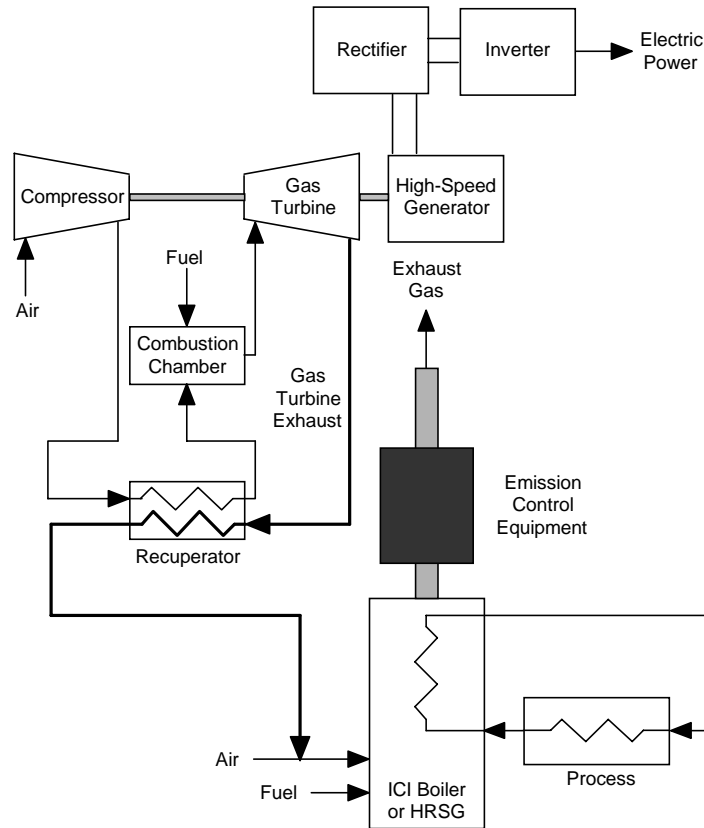 Rectifier
Inverter
Electric
Power
Compressor
Gas
Turbine
High-Speed
Generator
Air
Fuel
Exhaust
Gas
Combustion
Chamber
Gas
Turbine
Exhaust
Emission
Control
Equipment
Recuperator
Air
Fuel
ICI Boiler
or HRSG
Process